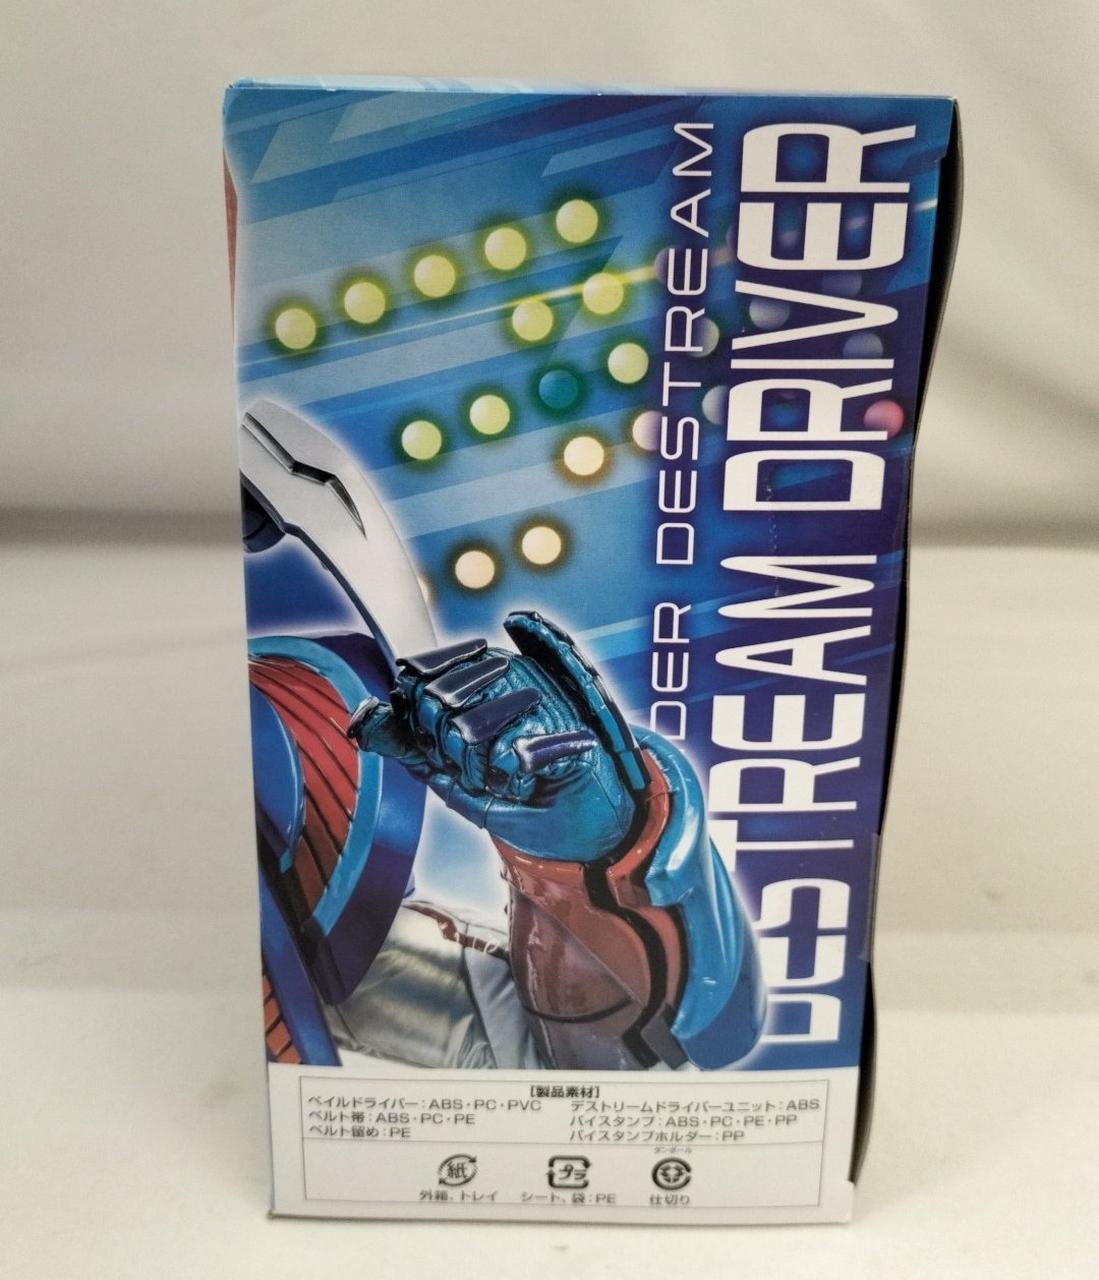 DER DESTREAM
DESTREAM DRIVER
[製品素材]
ベイルドライバー:ABS・PC・PVC
ベルト帯:ABS・PC・PE
ベルト留め:PE
デストリームドライバーユニット:ABS
バイスタンプ:ABS・PC・PE・PP
バイスタンプホルダー:PP
紙
外箱、トレイ
プラ
シート、袋:PE
ダンボール
仕切り